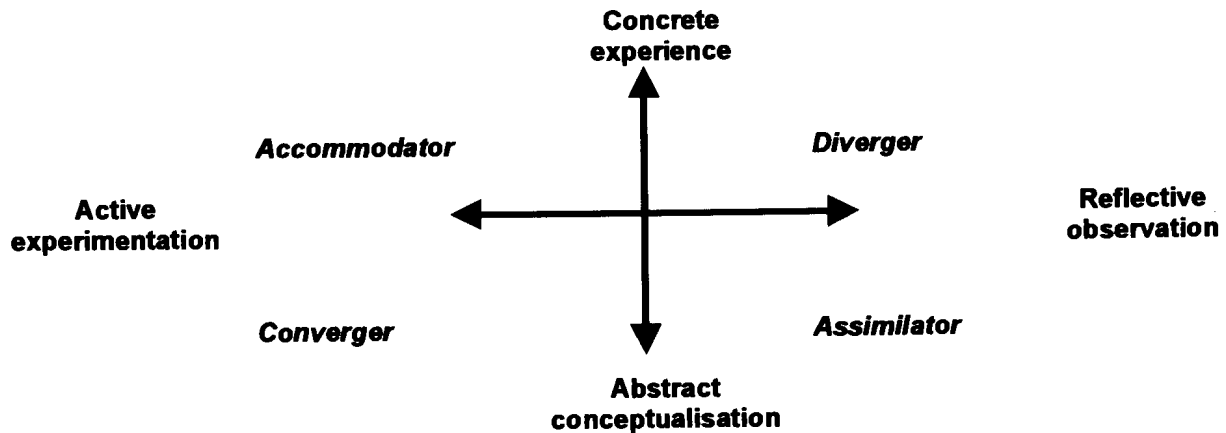 Concrete
experience
Accommodator
Diverger
Active
experimentation
Reflective
observation
Converger
Assimilator
Abstract
conceptualisation